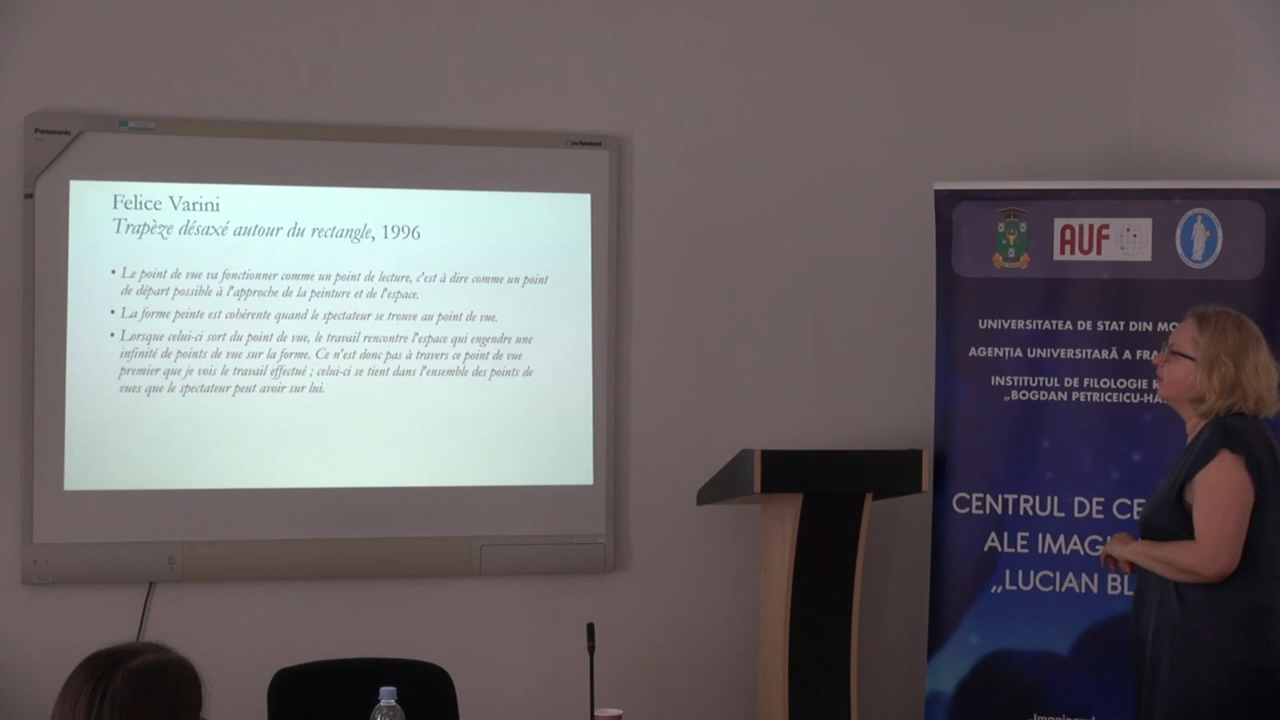 Panasonic
Felice Varini
Trapèze désaxé autour du rectangle, 1996
• Le point de vue va fonctionner comme un point de lecture, c'est à dire comme un point
de départ possible à l'approche de la peinture et de l'espace.
• La forme peinte est cohérente quand le spectateur se trouve au point de vue.
• Lorsque celui-ci sort du point de vue, le travail rencontre l'espace qui engendre une
infinité de points de vue sur la forme. Ce n'est donc pas à travers ce point de vue
premier que je vois le travail effectué ; celui-ci se tient dans l'ensemble des points de
vues que le spectateur peut avoir sur lui.
AUF
UNIVERSITATEA DE STAT DIN MO
AGENȚIA UNIVERSITARĂ A FRA
INSTITUTUL DE FILOLOGIE R
„BOGDAN PETRICEICU-HA
CENTRUL DE CE
ALE IMAG
„LUCIAN BL